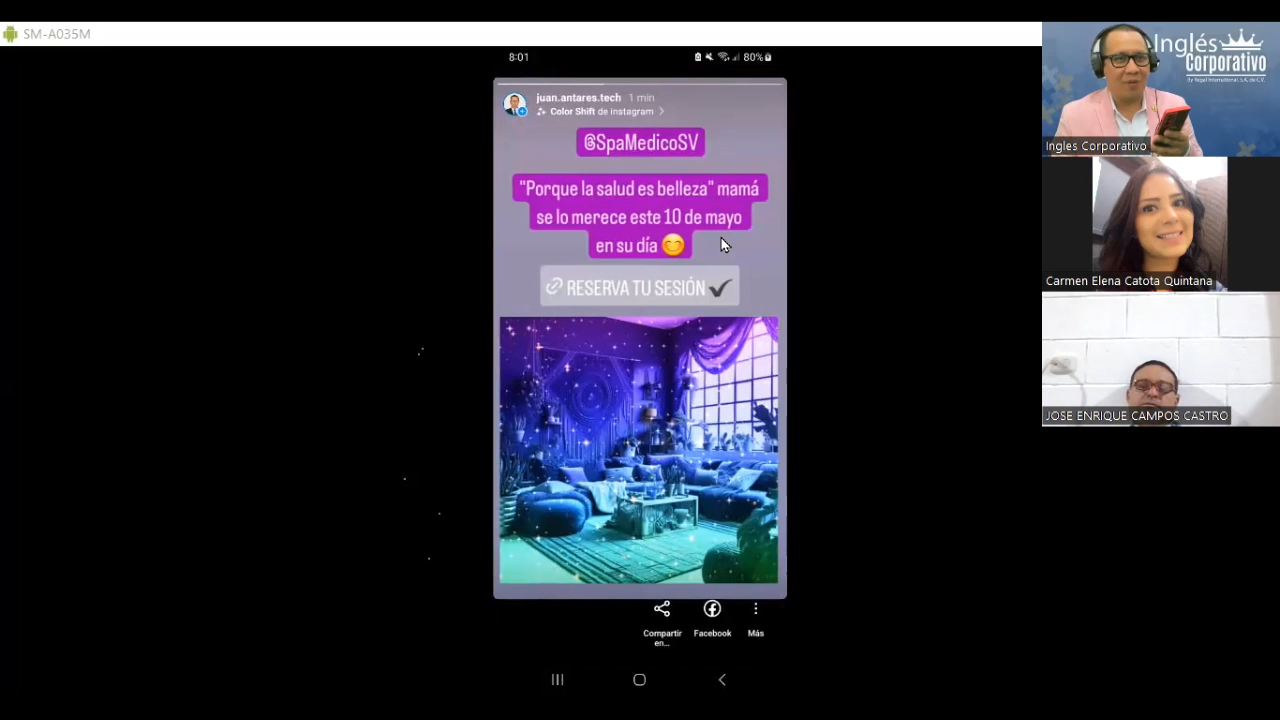 SM-A035M
8:01
80%
juan.antares.tech 1 min
Color Shift de instagram
@SpaMedicoSV
"Porque la salud es belleza" mamá
se lo merece este 10 de mayo
en su día 😊
RESERVA TU SESIÓN ✔
Compartir
en...
Facebook
Más
Inglés
Corporativo
Ingles Corporativo
Carmen Elena Catota Quintana
JOSE ENRIQUE CAMPOS CASTRO